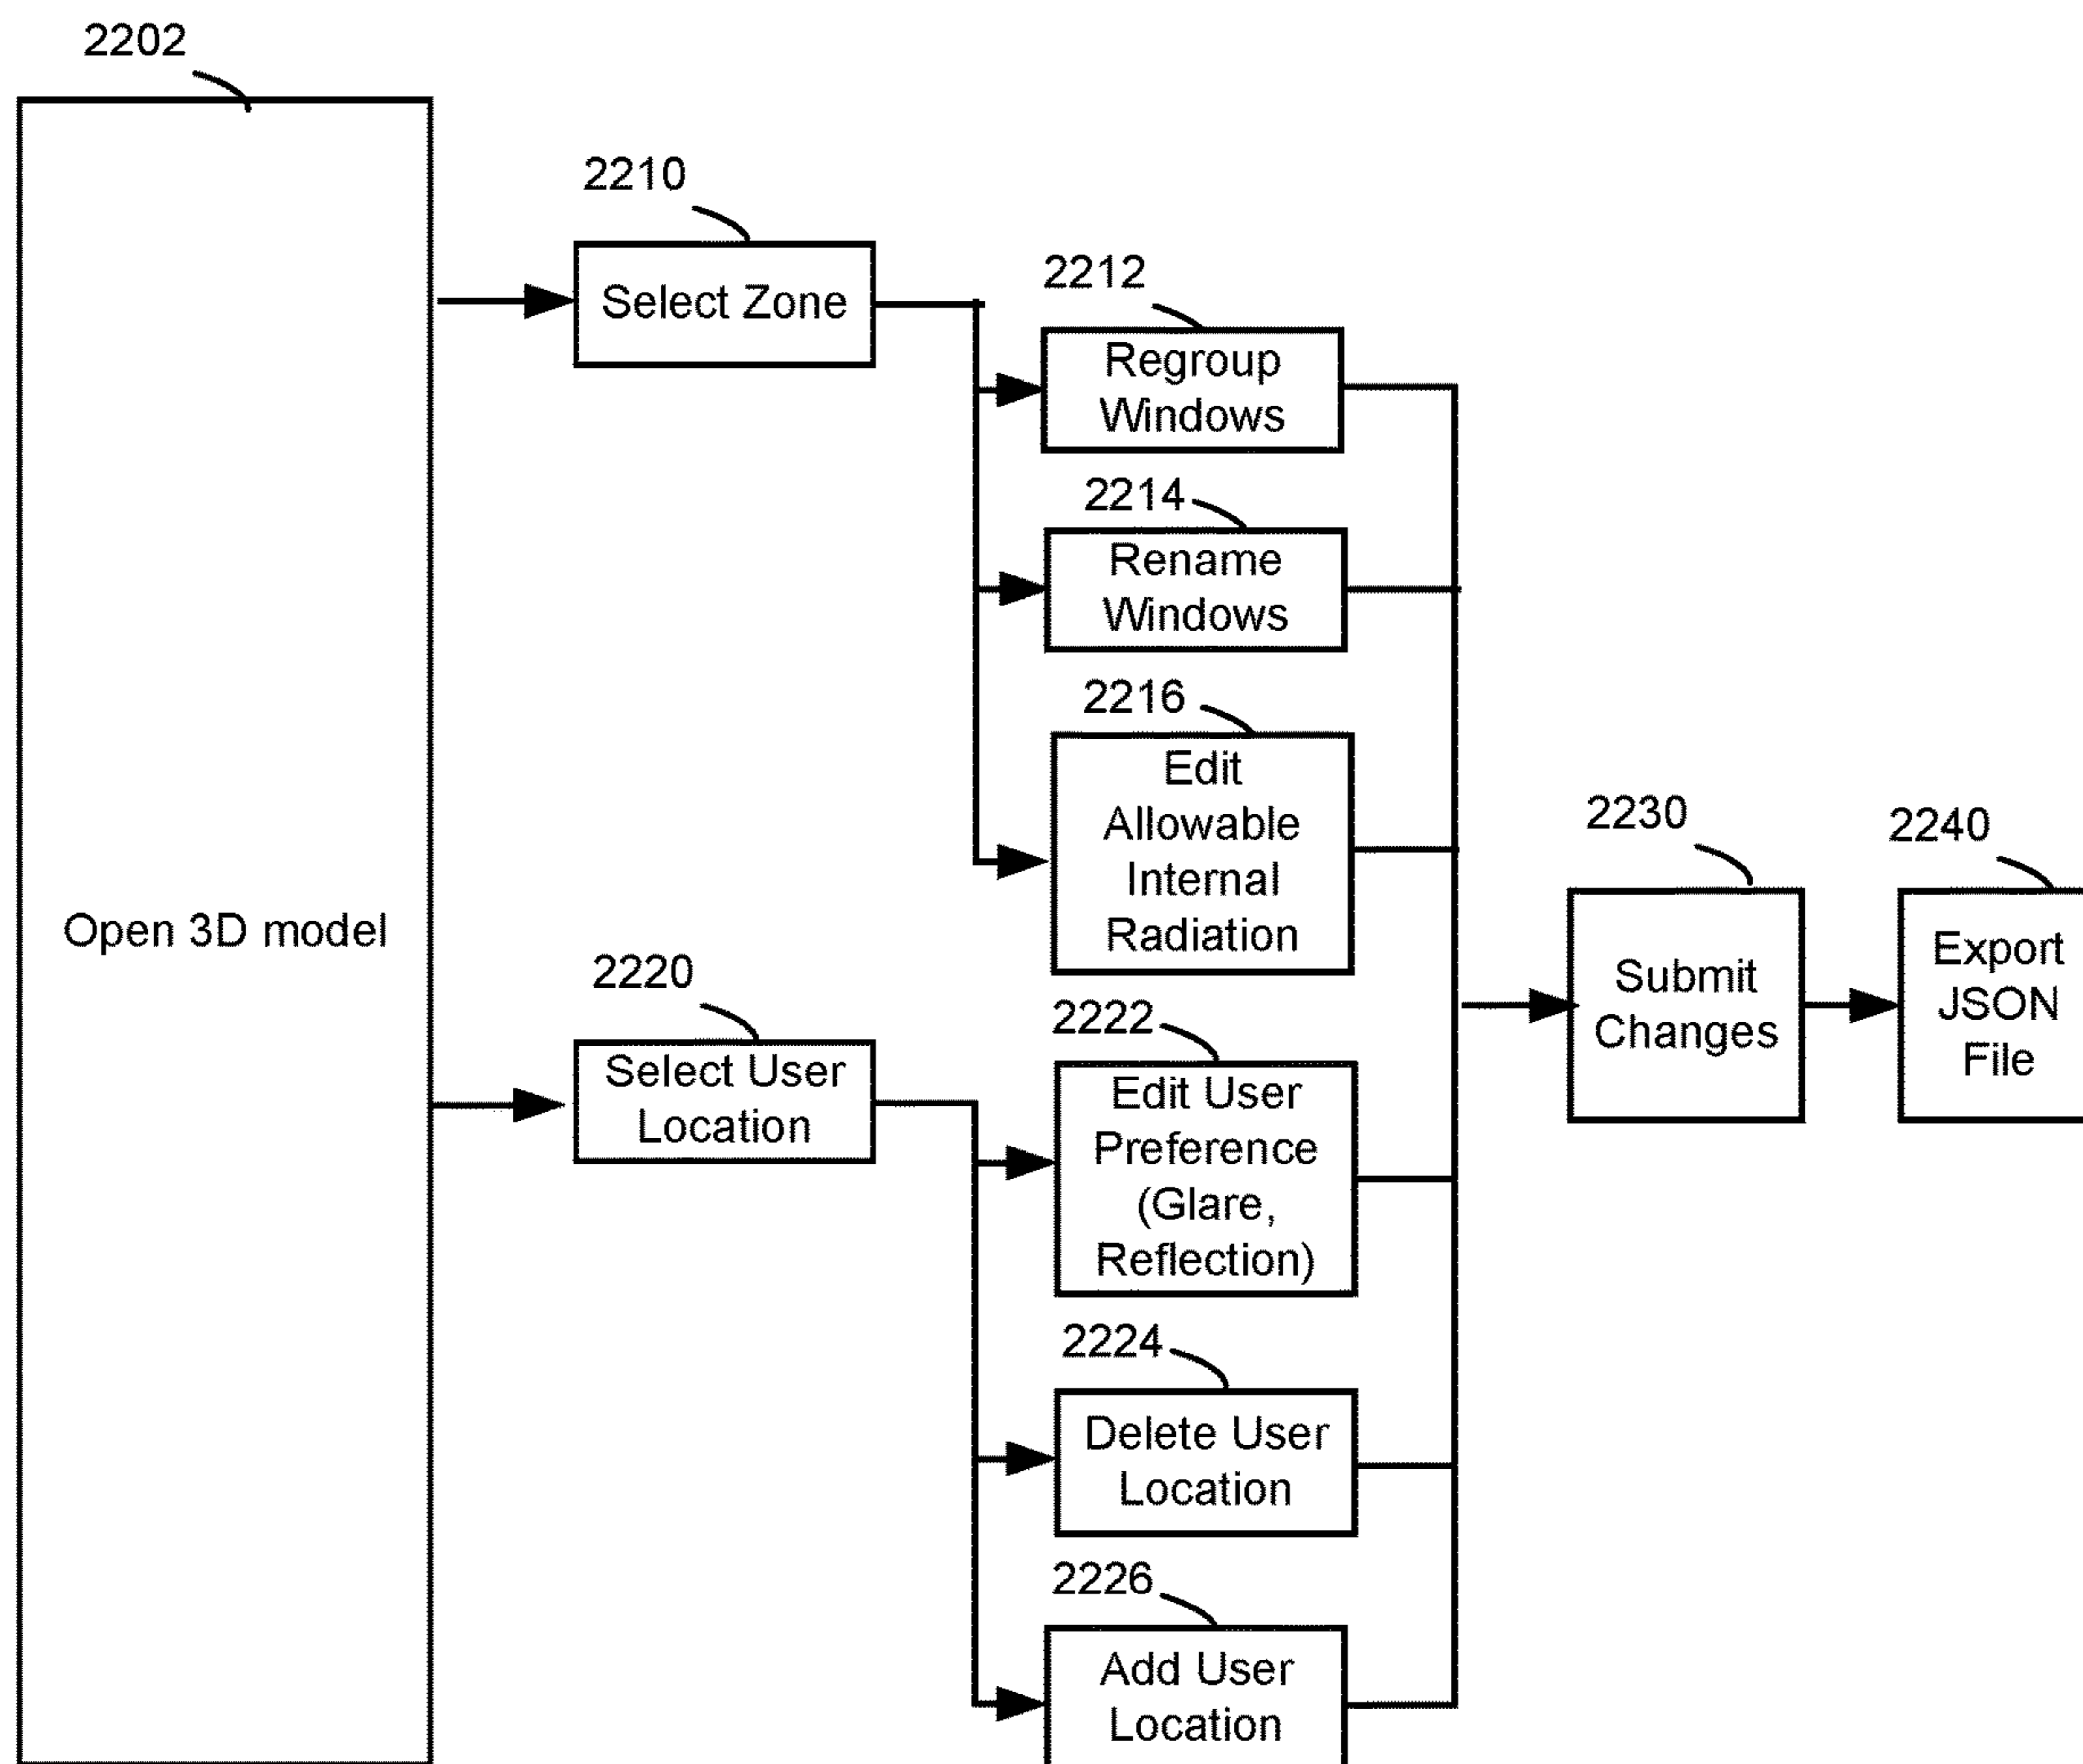 2202
Open 3D model
2210
Select Zone
2212
Regroup
Windows
2214
Rename
Windows
2216
Edit
Allowable
Internal
Radiation
2220
Select User
Location
2222
Edit User
Preference
(Glare,
Reflection)
2224
Delete User
Location
2226
Add User
Location
2230
Submit
Changes
2240
Export
JSON
File